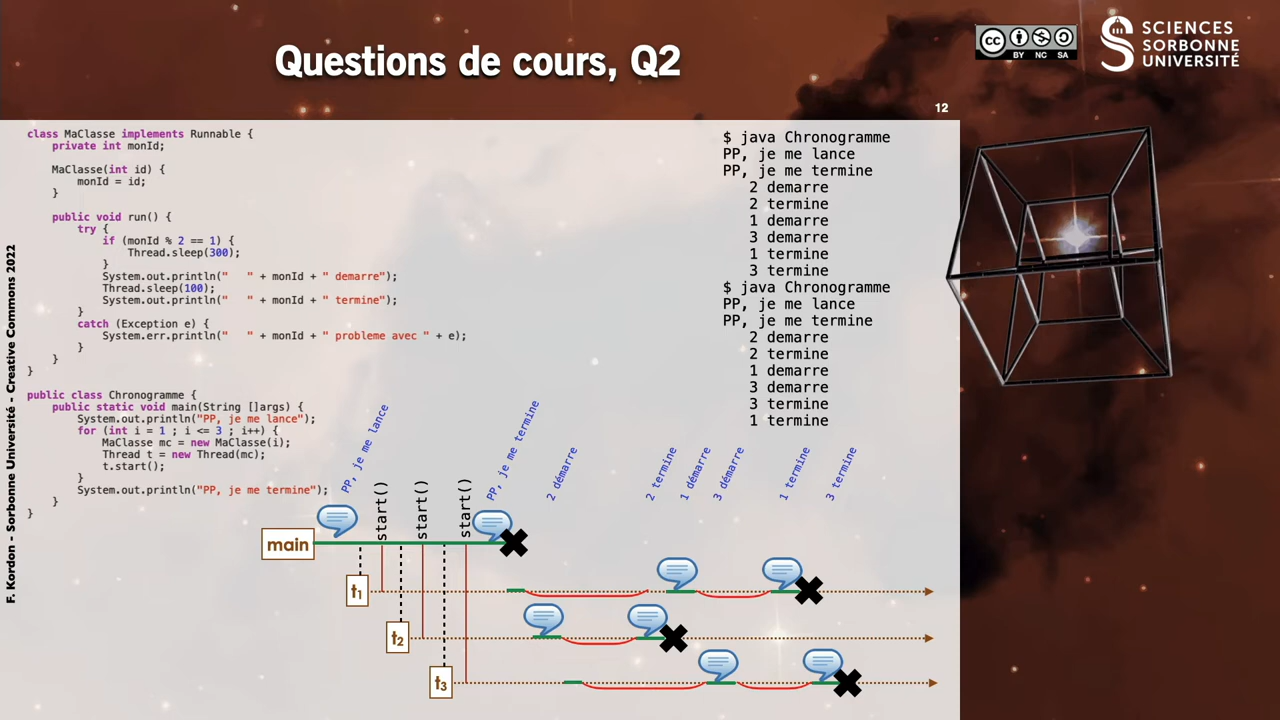 Questions de cours, Q2
CC BY NC SA
SCIENCES
SORBONNE
UNIVERSITÉ
12
F. Kordon - Sorbonne Université - Creative Commons 2022
class MaClasse implements Runnable {
private int monId;
MaClasse(int id) {
monId = id;
}
public void run() {
try {
if (monId % 2 == 1) {
Thread.sleep(300);
}
System.out.println("   " + monId + " demarre");
Thread.sleep(100);
System.out.println("   " + monId + " termine");
}
catch (Exception e) {
System.err.println("   " + monId + " probleme avec " + e);
}
}
}
public class Chronogramme {
public static void main(String []args) {
System.out.println("PP, je me lance");
for (int i = 1 ; i <= 3 ; i++) {
MaClasse mc = new MaClasse(i);
Thread t = new Thread(mc);
t.start();
}
System.out.println("PP, je me termine");
}
}
$ java Chronogramme
PP, je me lance
PP, je me termine
2 demarre
2 termine
1 demarre
3 demarre
1 termine
3 termine
$ java Chronogramme
PP, je me lance
PP, je me termine
2 demarre
2 termine
1 demarre
3 demarre
3 termine
1 termine
PP, je me lance
PP, je me termine
2 démarre
2 termine
1 démarre
3 démarre
1 termine
3 termine
start()
start()
start()
main
t1
t2
t3